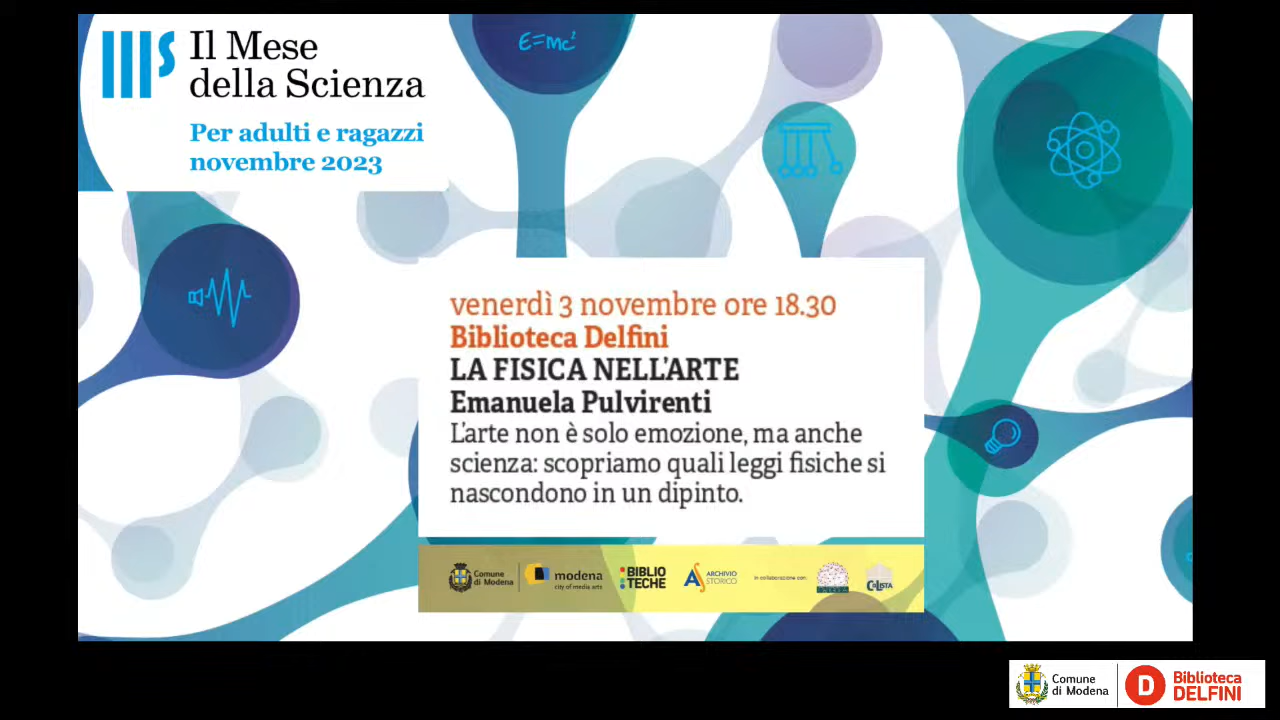 Il Mese
della Scienza
Per adulti e ragazzi
novembre 2023
E=mc²
venerdì 3 novembre ore 18.30
Biblioteca Delfini
LA FISICA NELL'ARTE
Emanuela Pulvirenti
L'arte non è solo emozione, ma anche
scienza: scopriamo quali leggi fisiche si
nascondono in un dipinto.
Comune
di Modena
modena
city of media arts
BIBLIO
TECHE
AS ARCHIVIO
STORICO
in collaborazione con:
Comune
di Modena
D
Biblioteca
DELFINI